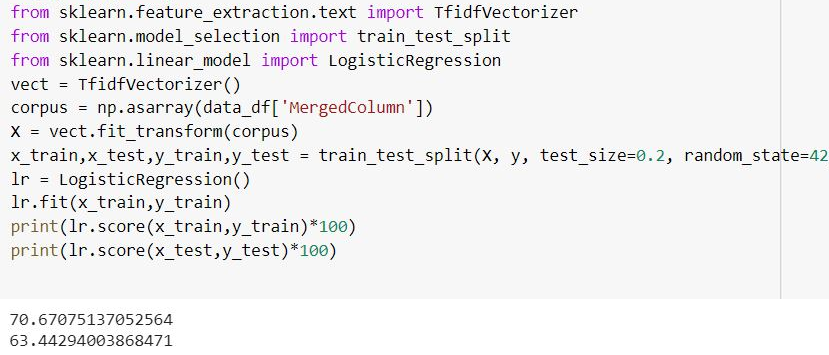 from sklearn.feature_extraction.text import TfidfVectorizer
from sklearn.model_selection import train_test_split
from sklearn.linear_model import LogisticRegression
vect = TfidfVectorizer()
corpus = np.asarray(data_df['MergedColumn'])
X = vect.fit_transform(corpus)
x_train,x_test,y_train,y_test = train_test_split(X, y, test_size=0.2, random_state=42
lr = LogisticRegression()
lr.fit(x_train,y_train)
print(lr.score(x_train,y_train)*100)
print(lr.score(x_test,y_test)*100)
70.67075137052564
63.44294003868471